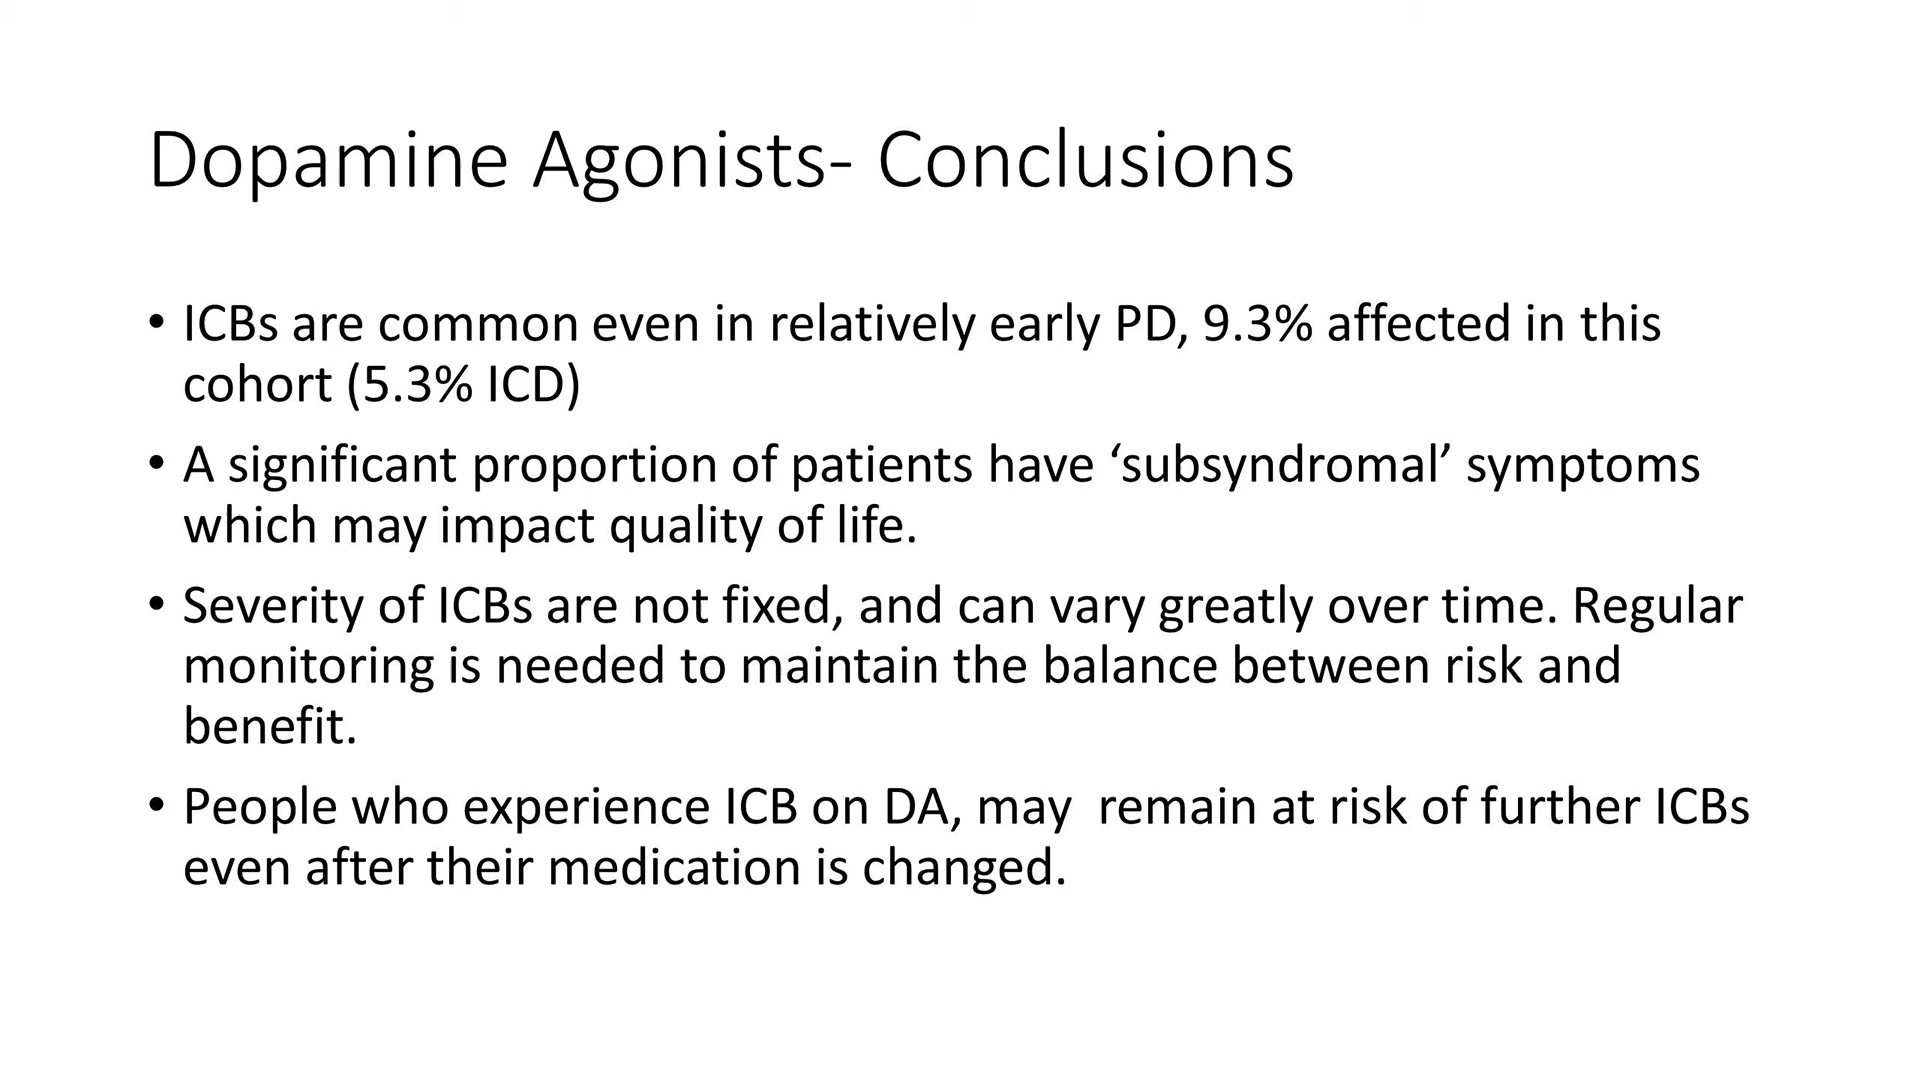 Dopamine Agonists- Conclusions
• ICBs are common even in relatively early PD, 9.3% affected in this
cohort (5.3% ICD)
• A significant proportion of patients have ‘subsyndromal’ symptoms
which may impact quality of life.
• Severity of ICBs are not fixed, and can vary greatly over time. Regular
monitoring is needed to maintain the balance between risk and
benefit.
• People who experience ICB on DA, may  remain at risk of further ICBs
even after their medication is changed.